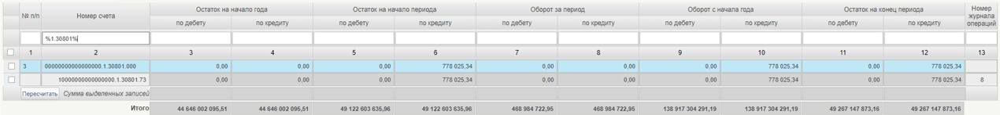 № п/п Номер счета Остаток на начало года Остаток на начало периода Оборот за период Оборот с начала года Остаток на конец периода Номер журнала операций
по дебету по кредиту по дебету по кредиту по дебету по кредиту по дебету по кредиту по дебету по кредиту
%1.30801%
1 2 3 4 5 6 7 8 9 10 11 12 13
3 00000000000000000.1.30801.000 0,00 0,00 0,00 778 025,34 0,00 0,00 0,00 778 025,34 0,00 778 025,34
10000000000000000.1.30801.73 0,00 0,00 0,00 778 025,34 0,00 0,00 0,00 778 025,34 0,00 778 025,34 8
Пересчитать Сумма выделенных записей
Итого 44 646 002 095,51 44 646 002 095,51 49 122 603 635,96 49 122 603 635,96 468 984 722,95 468 984 722,95 138 917 304 291,19 138 917 304 291,19 49 267 147 873,16 49 267 147 873,16